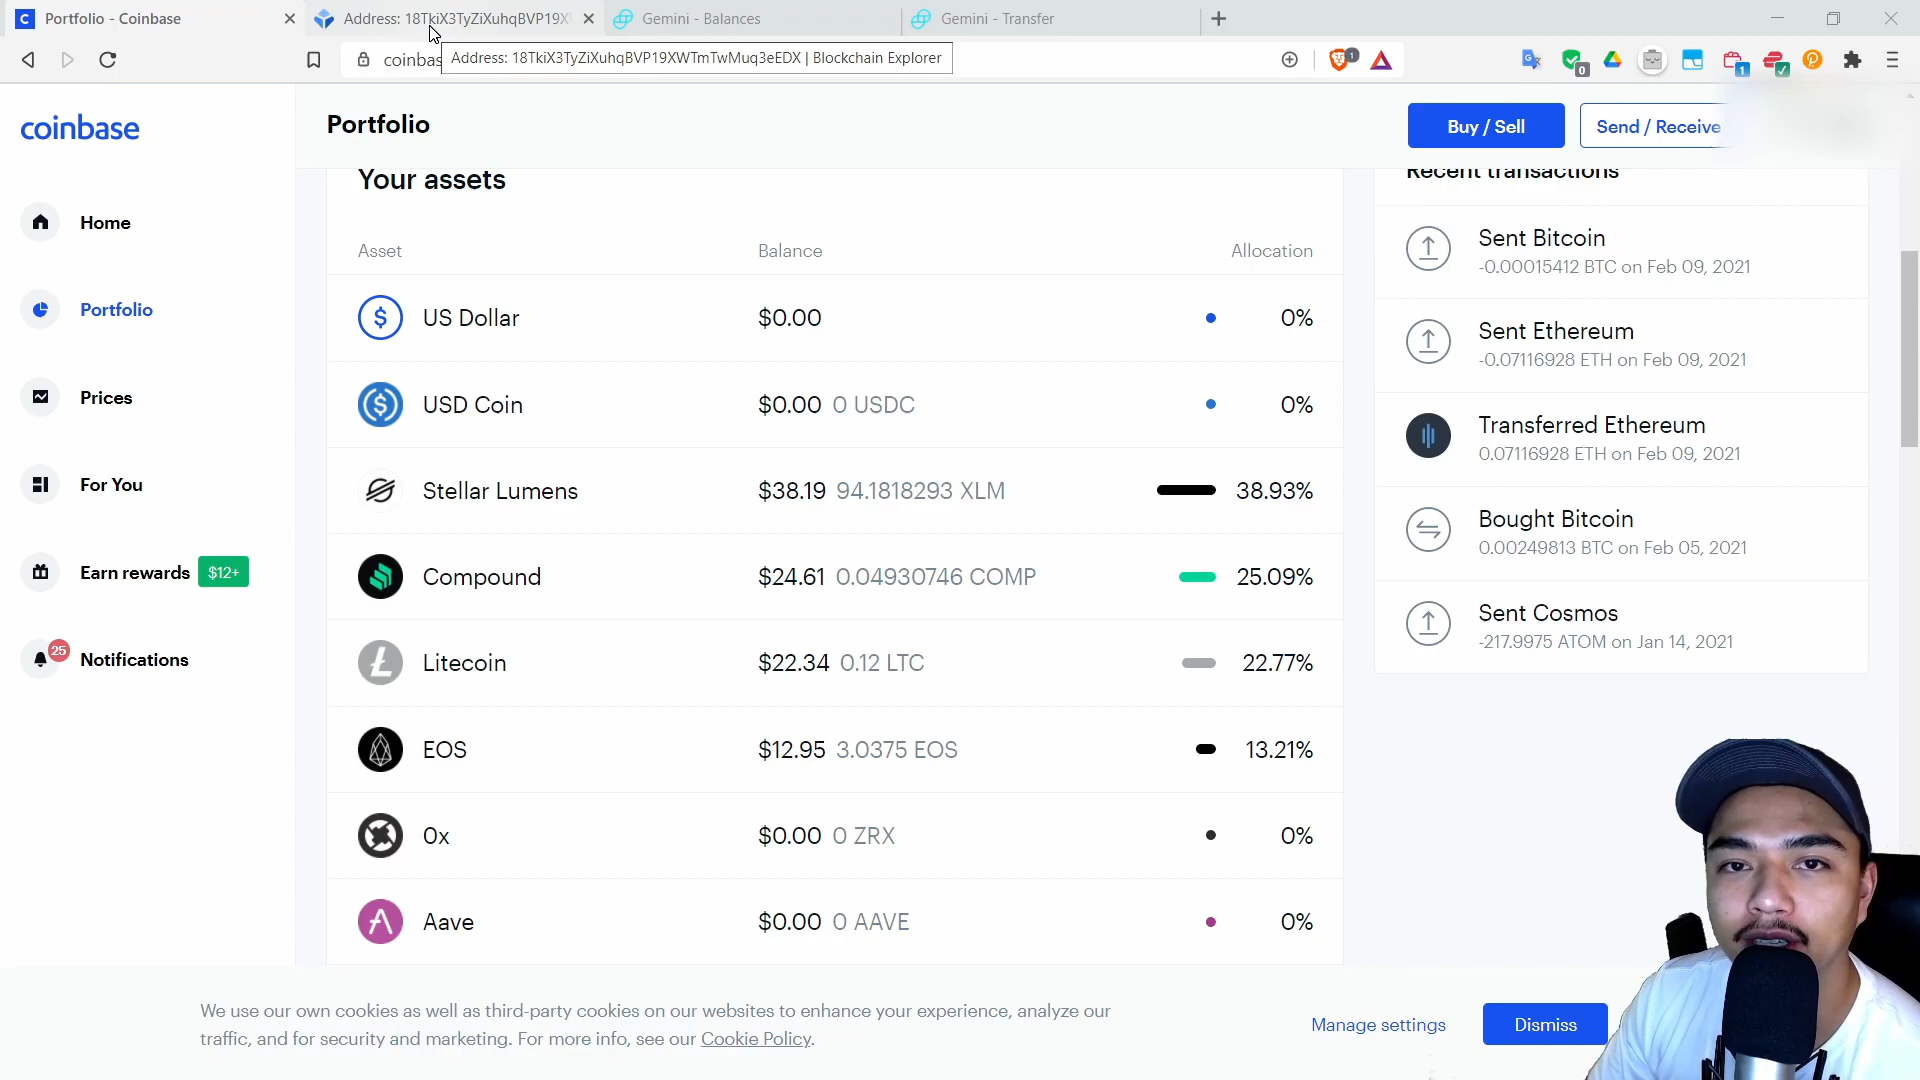 Portfolio - Coinbase
Address: 18TkiX3TyZiXuhqBVP19X
Gemini - Balances
Gemini - Transfer
coinbas
Address: 18TkiX3TyZiXuhqBVP19XWTmTwMuq3eEDX | Blockchain Explorer
1
0
1
coinbase
Portfolio
Buy / Sell
Send / Receive
Home
Portfolio
Prices
For You
Earn rewards $12+
25 Notifications
Your assets
Asset Balance Allocation
US Dollar $0.00 0%
USD Coin $0.00 0 USDC 0%
Stellar Lumens $38.19 94.1818293 XLM 38.93%
Compound $24.61 0.04930746 COMP 25.09%
Litecoin $22.34 0.12 LTC 22.77%
EOS $12.95 3.0375 EOS 13.21%
0x $0.00 0 ZRX 0%
Aave $0.00 0 AAVE 0%
Recent transactions
Sent Bitcoin
-0.00015412 BTC on Feb 09, 2021
Sent Ethereum
-0.07116928 ETH on Feb 09, 2021
Transferred Ethereum
0.07116928 ETH on Feb 09, 2021
Bought Bitcoin
0.00249813 BTC on Feb 05, 2021
Sent Cosmos
-217.9975 ATOM on Jan 14, 2021
We use our own cookies as well as third-party cookies on our websites to enhance your experience, analyze our
traffic, and for security and marketing. For more info, see our Cookie Policy.
Manage settings
Dismiss